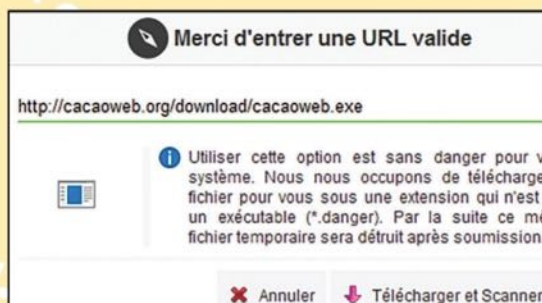 Merci d'entrer une URL valide
http://cacaoweb.org/download/cacaoweb.exe
Utiliser cette option est sans danger pour
système. Nous nous occupons de télécharge
fichier pour vous sous une extension qui n'est
un exécutable (*.danger). Par la suite ce
fichier temporaire sera détruit après soumission
Annuler Télécharger et Scanner